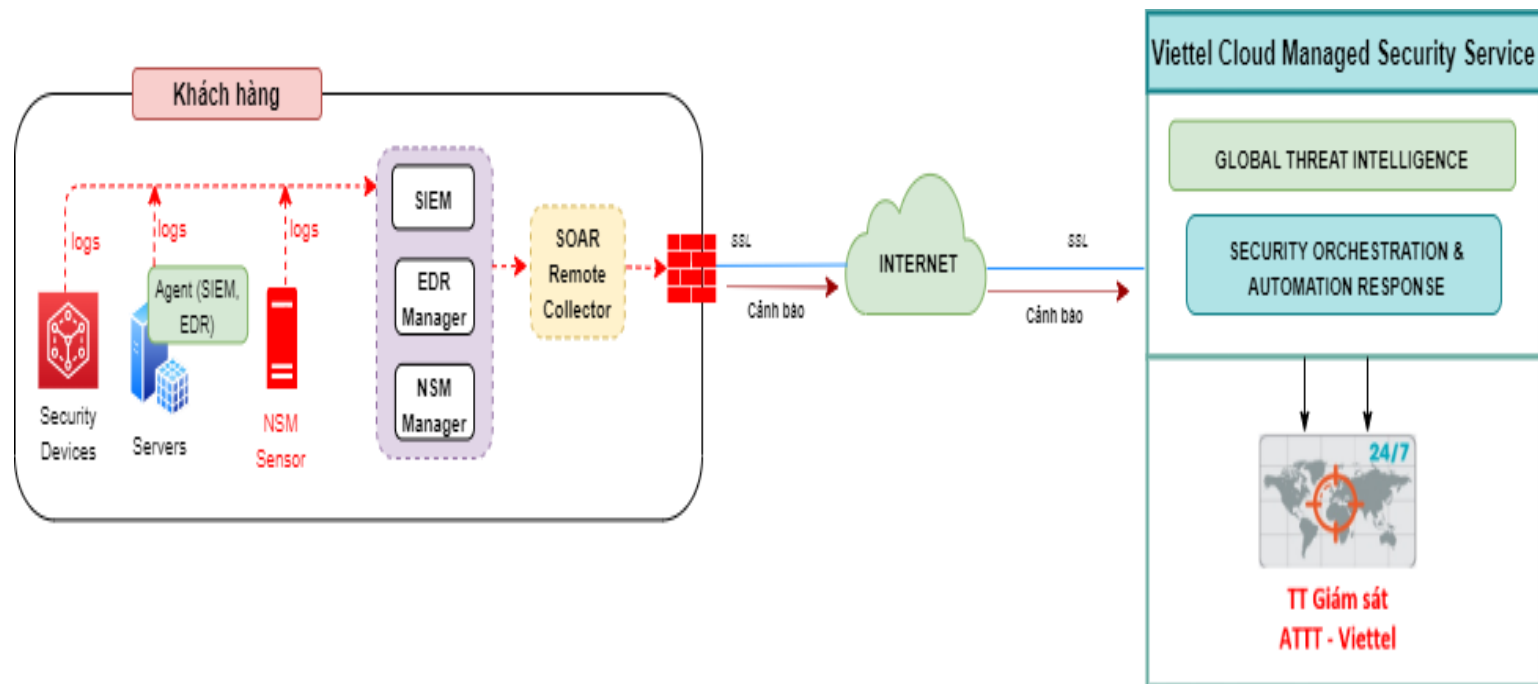 Khách hàng
logs
logs
logs
Agent (SIEM,
EDR)
Security
Devices
Servers
NSM
Sensor
SIEM
EDR
Manager
NSM
Manager
SOAR
Remote
Collector
SSL
Cảnh báo
INTERNET
SSL
Cảnh báo
Viettel Cloud Managed Security Service
GLOBAL THREAT INTELLIGENCE
SECURITY ORCHESTRATION &
AUTOMATION RESPONSE
24/7
TT Giám sát
ATTT - Viettel